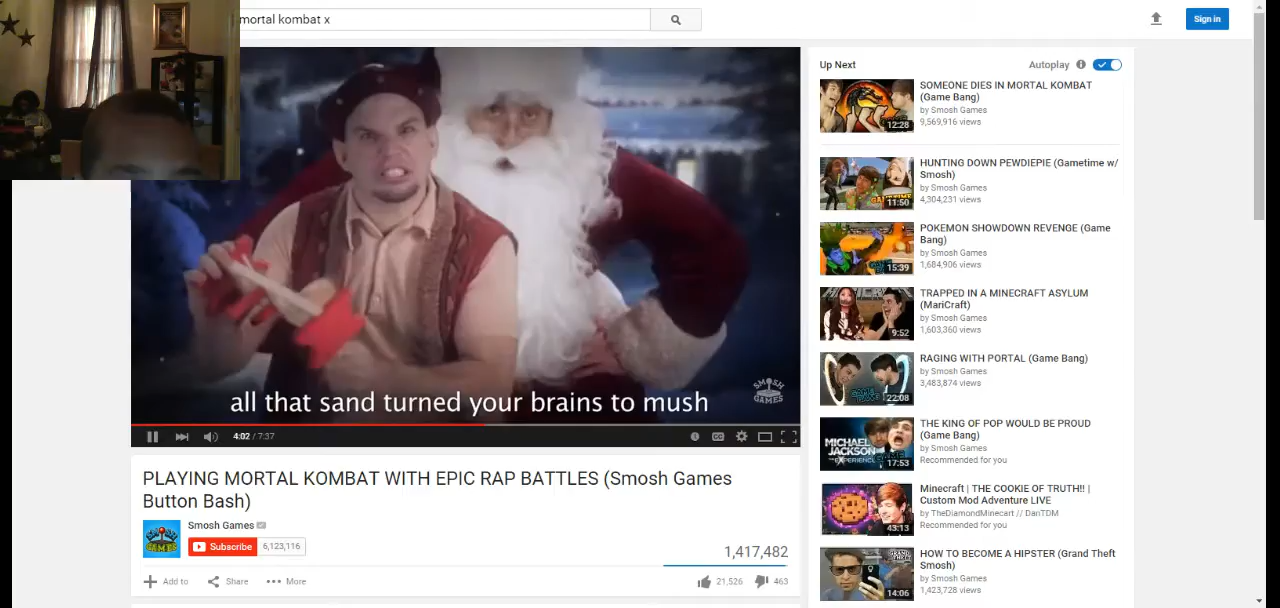 mortal kombat x
Sign in
all that sand turned your brains to mush
SMOSH
GAMES
4:02 / 7:37
PLAYING MORTAL KOMBAT WITH EPIC RAP BATTLES (Smosh Games
Button Bash)
GAMES
Smosh Games
Subscribe 6,123,116
1,417,482
Add to Share More
21,526 463
Up Next Autoplay
12:28
SOMEONE DIES IN MORTAL KOMBAT
(Game Bang)
by Smosh Games
9,569,916 views
11:50
HUNTING DOWN PEWDIEPIE (Gametime w/
Smosh)
by Smosh Games
4,304,231 views
15:39
POKEMON SHOWDOWN REVENGE (Game
Bang)
by Smosh Games
1,684,906 views
9:52
TRAPPED IN A MINECRAFT ASYLUM
(MariCraft)
by Smosh Games
1,603,360 views
22:08
RAGING WITH PORTAL (Game Bang)
by Smosh Games
3,483,874 views
MICHAEL
JACKSON
THE EXPERIENCE
17:53
THE KING OF POP WOULD BE PROUD
(Game Bang)
by Smosh Games
Recommended for you
43:13
Minecraft | THE COOKIE OF TRUTH!! |
Custom Mod Adventure LIVE
by TheDiamondMinecart // DanTDM
Recommended for you
14:06
HOW TO BECOME A HIPSTER (Grand Theft
Smosh)
by Smosh Games
1,423,728 views